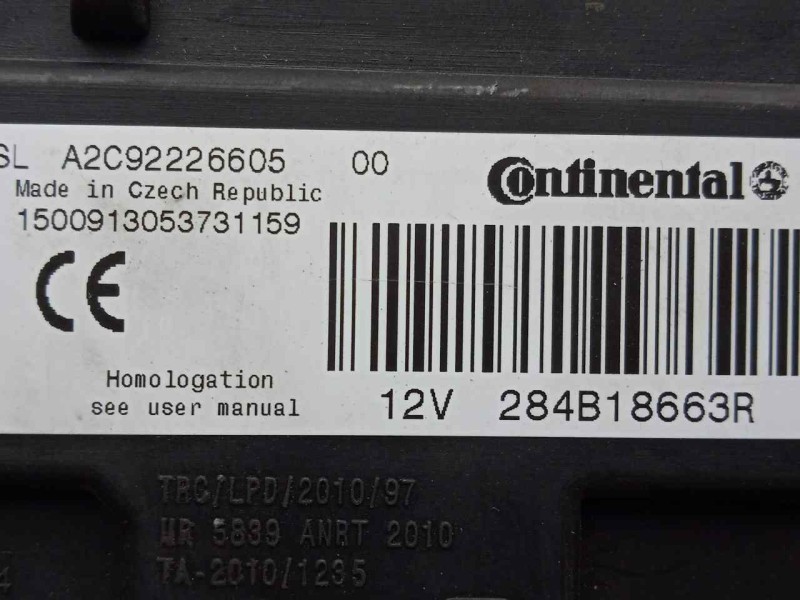 SL A2C92226605 00
Continental
Made in Czech Republic
1500913053731159
CE
Homologation
see user manual
12V 284B18663R
TRC/LPD/2010/97
MR 5839 ANRT 2010
TA-2010/1235
4